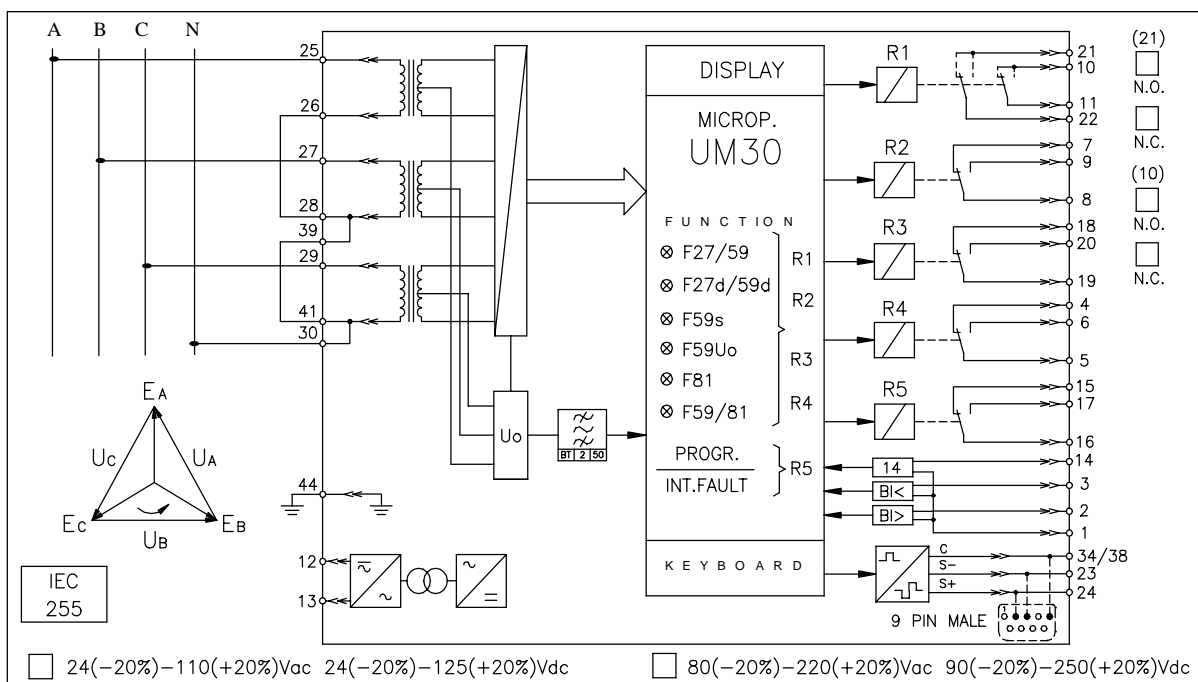 A B C N
25
26
27
28
39
29
41
30
44
12
13
DISPLAY
MICROP.
UM30
FUNCTION
F27/59
F27d/59d
F59s
F59Uo
F81
F59/81
R1
R2
R3
R4
PROGR.
INT.FAULT
R5
KEYBOARD
Uo
BT 2 50
R1
R2
R3
R4
R5
21
10
11
22
7
9
8
18
20
19
4
6
5
15
17
16
14
3
2
1
34/38
23
24
14
BI<
BI>
C
S-
S+
1
9 PIN MALE
(21)
N.O.
N.C.
(10)
N.O.
N.C.
EA
UC UA
EC EB
UB
IEC
255
24(-20%)-110(+20%)Vac 24(-20%)-125(+20%)Vdc
80(-20%)-220(+20%)Vac 90(-20%)-250(+20%)Vdc